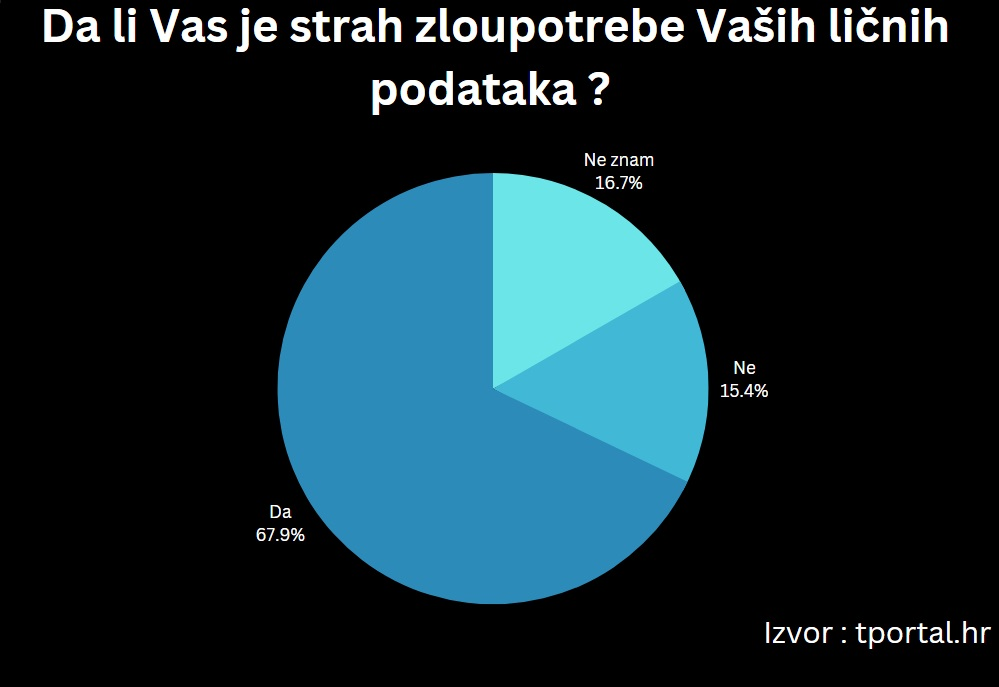 Da li Vas je strah zloupotrebe Vaših ličnih
podataka ?
Ne znam
16.7%
Ne
15.4%
Da
67.9%
Izvor : tportal.hr